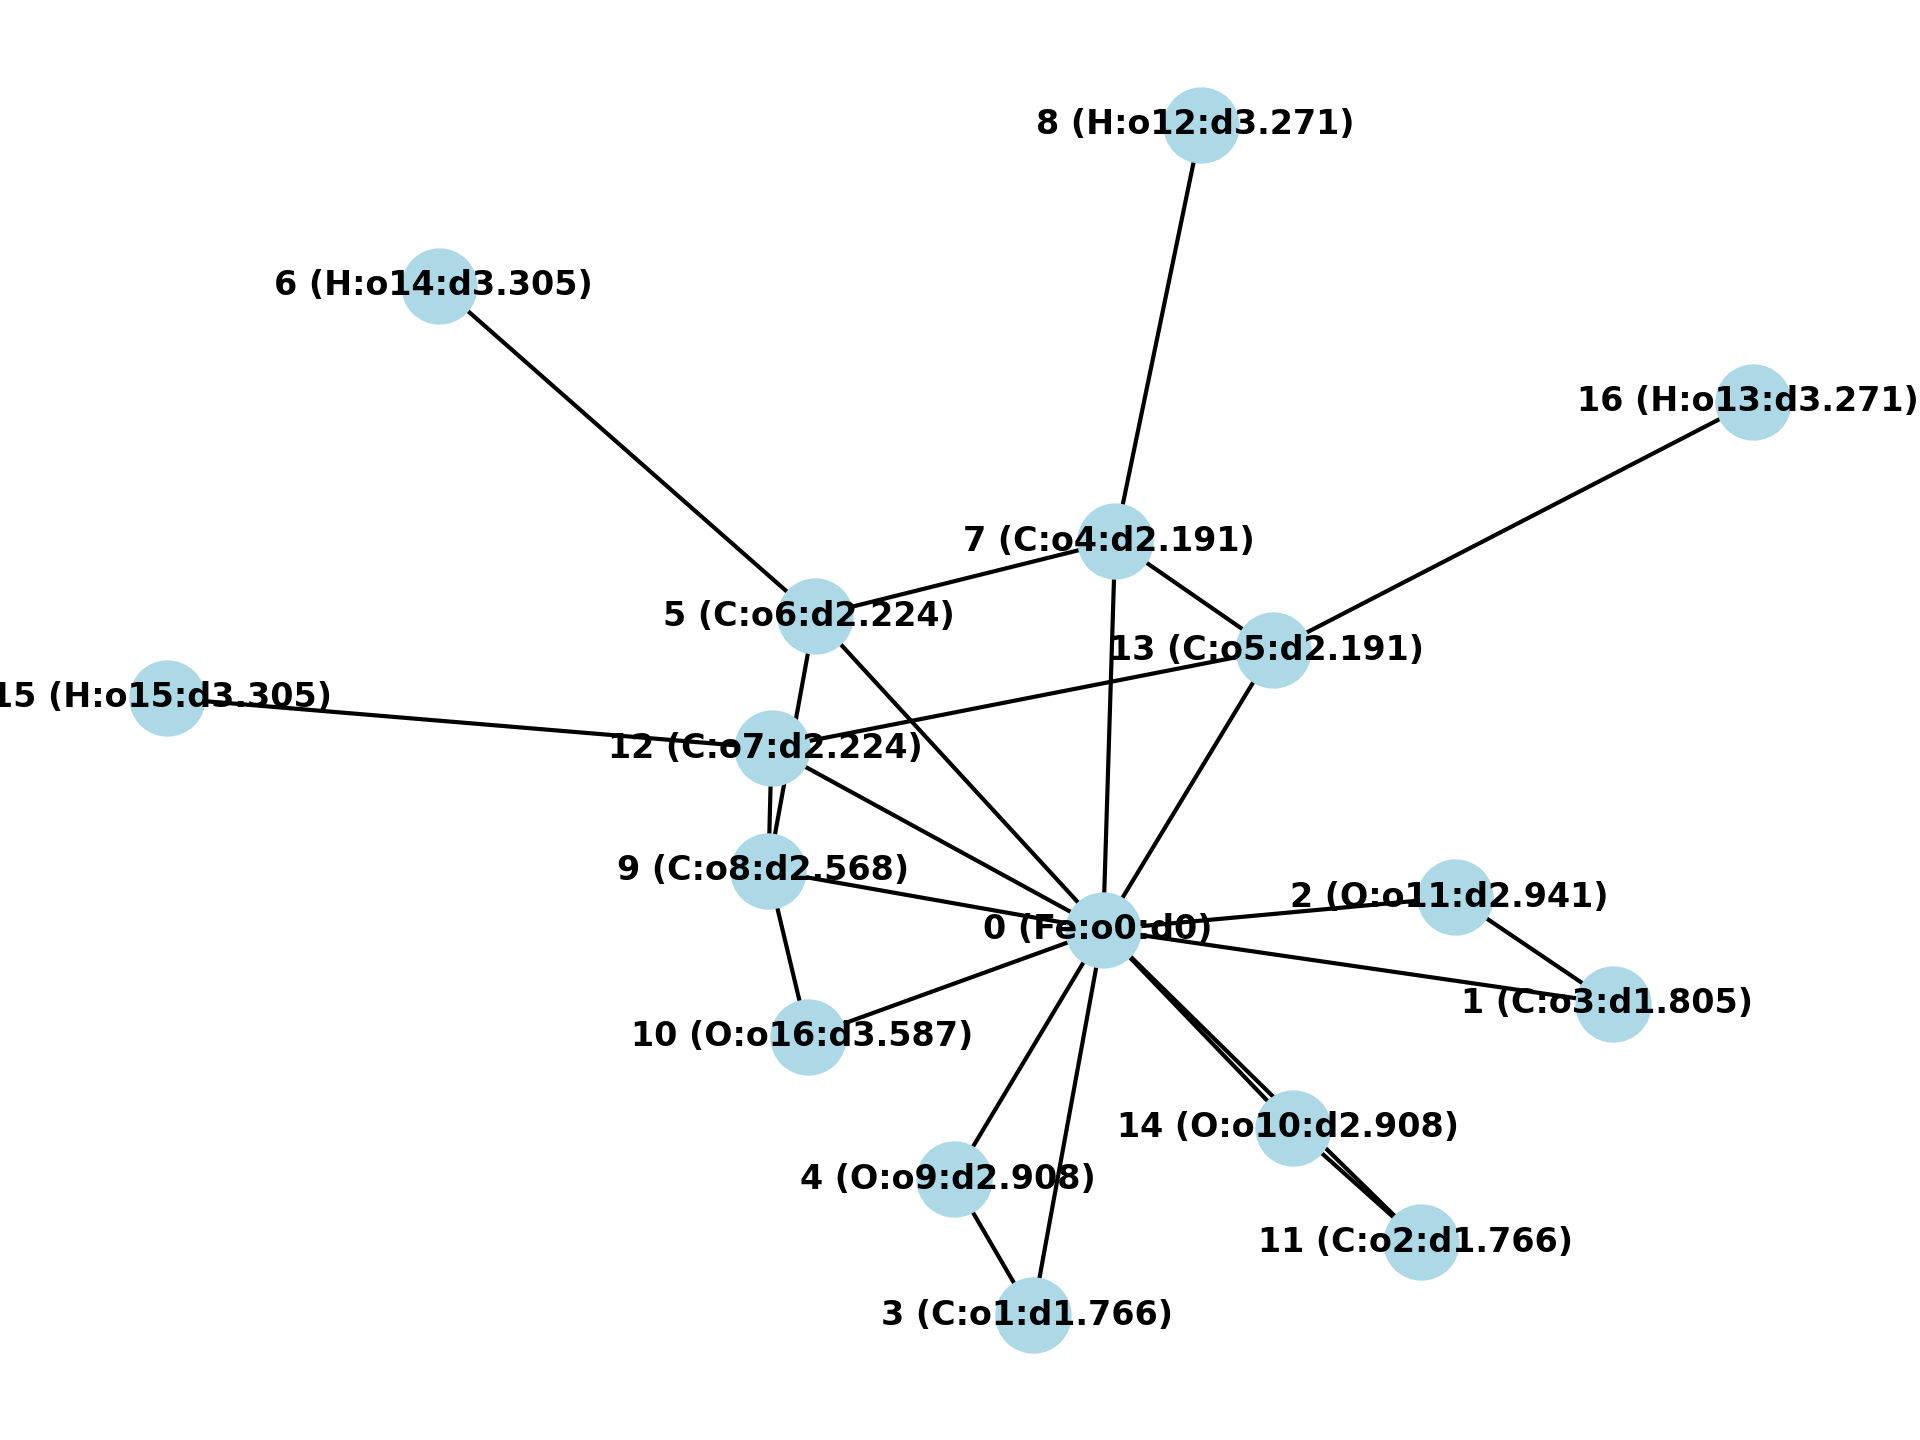 8 (H:o12:d3.271)
6 (H:o14:d3.305)
16 (H:o13:d3.271)
7 (C:o4:d2.191)
5 (C:o6:d2.224)
13 (C:o5:d2.191)
15 (H:o15:d3.305)
12 (C:o7:d2.224)
9 (C:o8:d2.568)
2 (O:o11:d2.941)
0 (Fe:o0:d0)
1 (C:o3:d1.805)
10 (O:o16:d3.587)
14 (O:o10:d2.908)
4 (O:o9:d2.908)
11 (C:o2:d1.766)
3 (C:o1:d1.766)